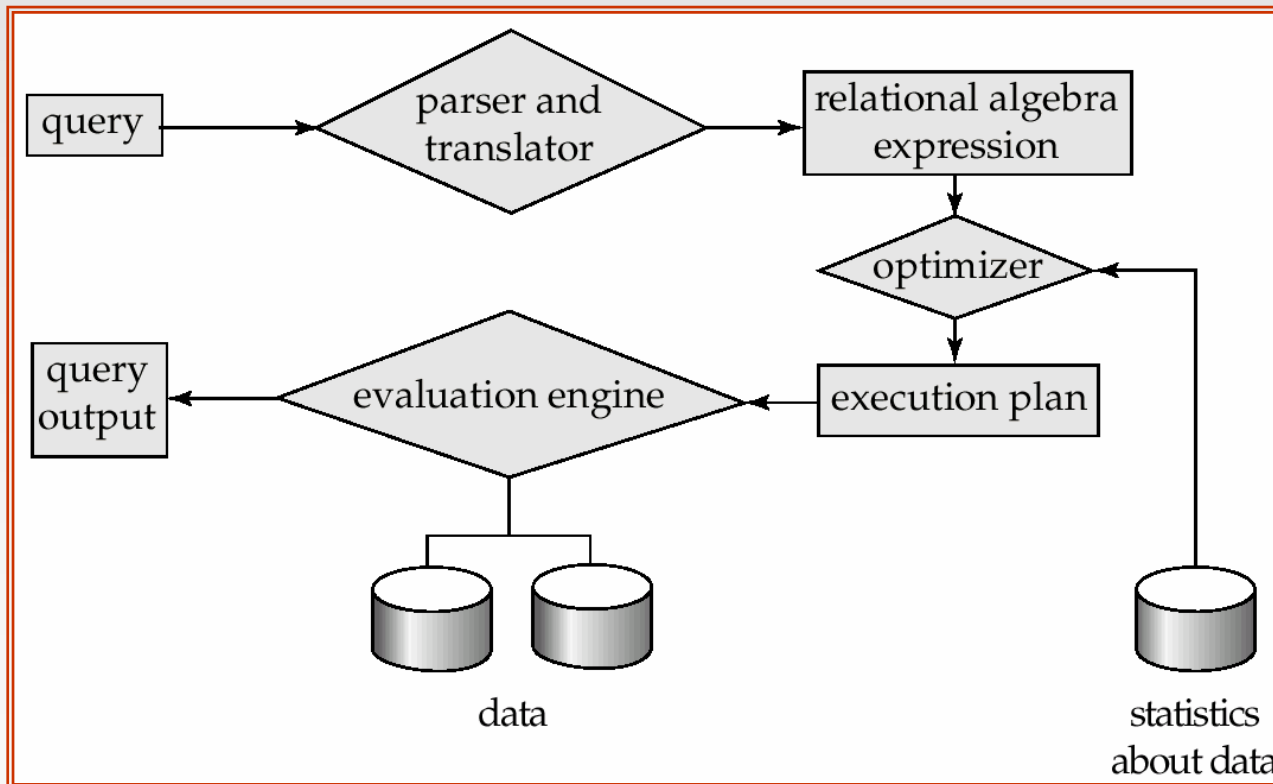 query
parser and
translator
relational algebra
expression
optimizer
query
output
evaluation engine
execution plan
data
statistics
about data